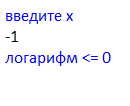 введите x
-1
логарифм <= 0